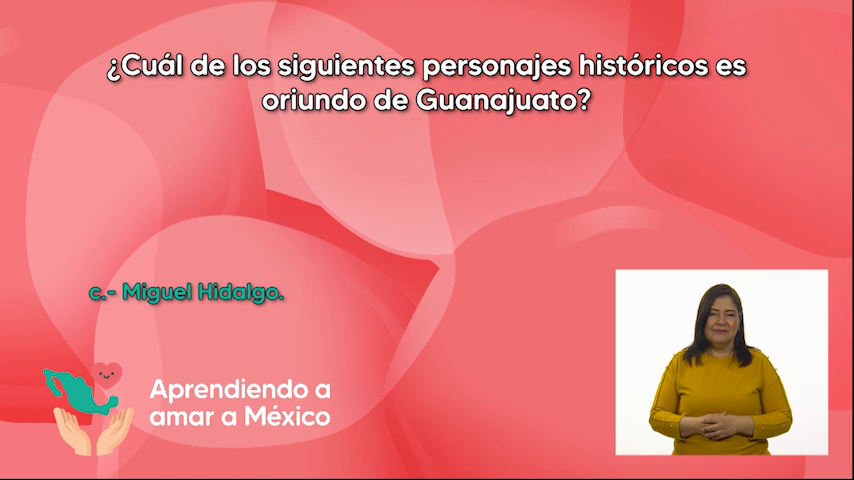 ¿Cuál de los siguientes personajes históricos es
oriundo de Guanajuato?
c.- Miguel Hidalgo.
Aprendiendo a
amar a México